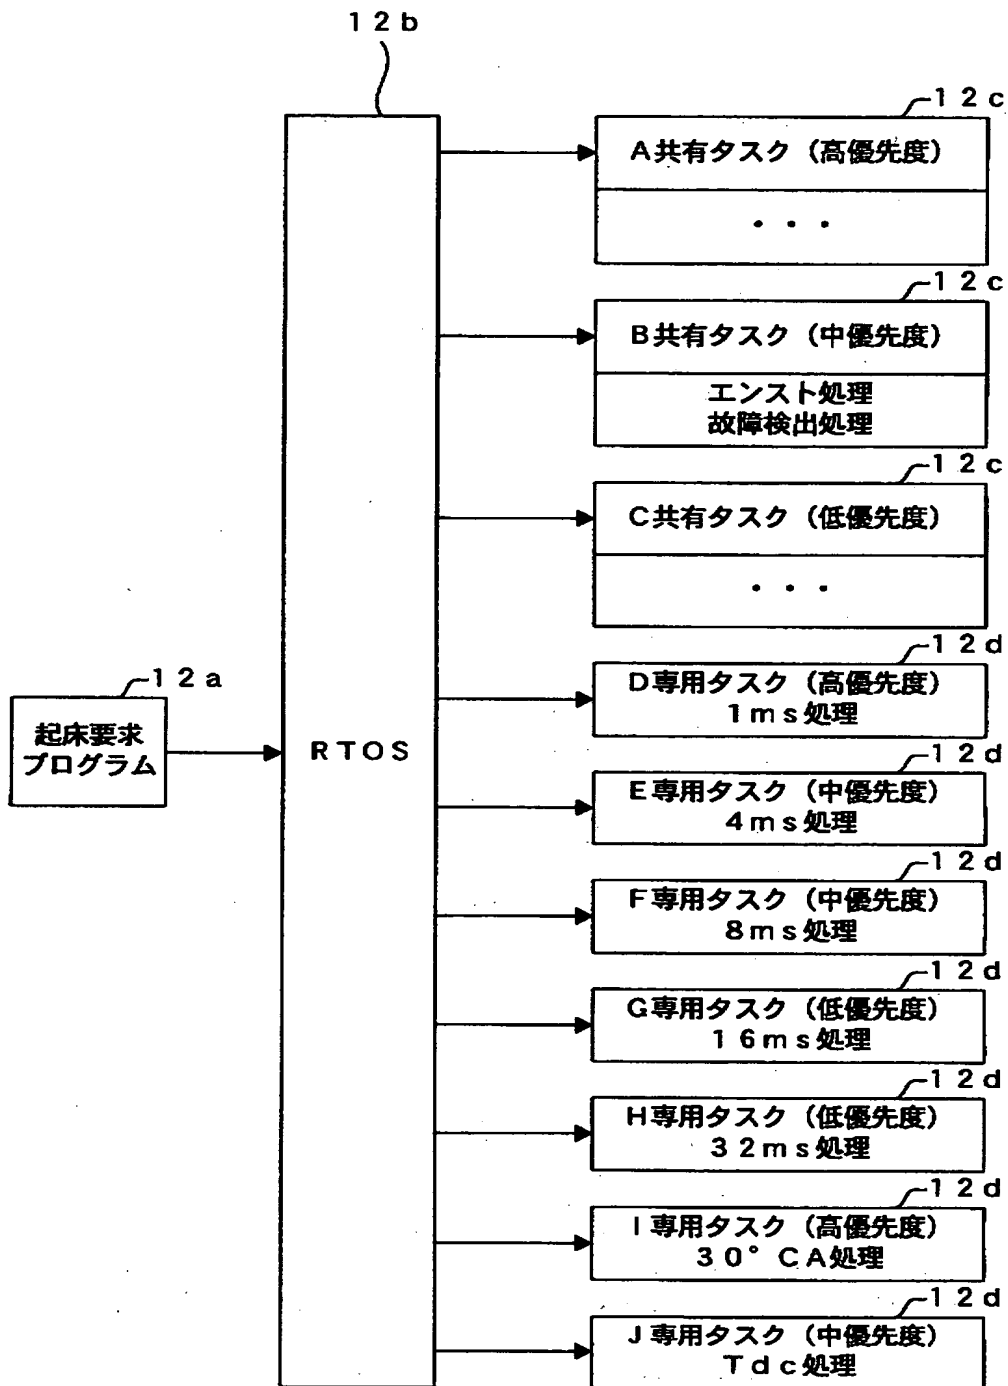 １２ｂ
１２ｃ
Ａ共有タスク（高優先度）
・・・
１２ｃ
Ｂ共有タスク（中優先度）
エンスト処理
故障検出処理
１２ｃ
Ｃ共有タスク（低優先度）
・・・
１２ｄ
Ｄ専用タスク（高優先度）
１ｍｓ処理
１２ａ
起床要求
プログラム
ＲＴＯＳ
１２ｄ
Ｅ専用タスク（中優先度）
４ｍｓ処理
１２ｄ
Ｆ専用タスク（中優先度）
８ｍｓ処理
１２ｄ
Ｇ専用タスク（低優先度）
１６ｍｓ処理
１２ｄ
Ｈ専用タスク（低優先度）
３２ｍｓ処理
１２ｄ
Ｉ専用タスク（高優先度）
３０°ＣＡ処理
１２ｄ
Ｊ専用タスク（中優先度）
Ｔｄｃ処理